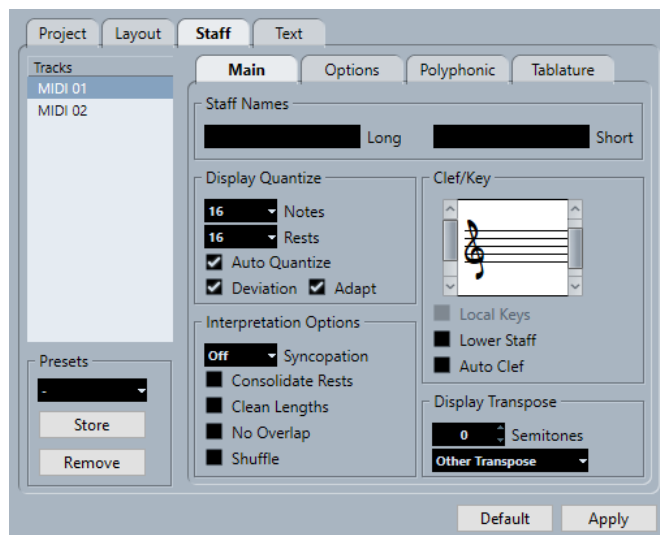 Project Layout Staff Text
Tracks
MIDI 01
MIDI 02
Presets
-
Store
Remove
Main Options Polyphonic Tablature
Staff Names
Long Short
Display Quantize
16 Notes
16 Rests
Auto Quantize
Deviation Adapt
Interpretation Options
Off Syncopation
Consolidate Rests
Clean Lengths
No Overlap
Shuffle
Clef/Key
Local Keys
Lower Staff
Auto Clef
Display Transpose
0 Semitones
Other Transpose
Default Apply